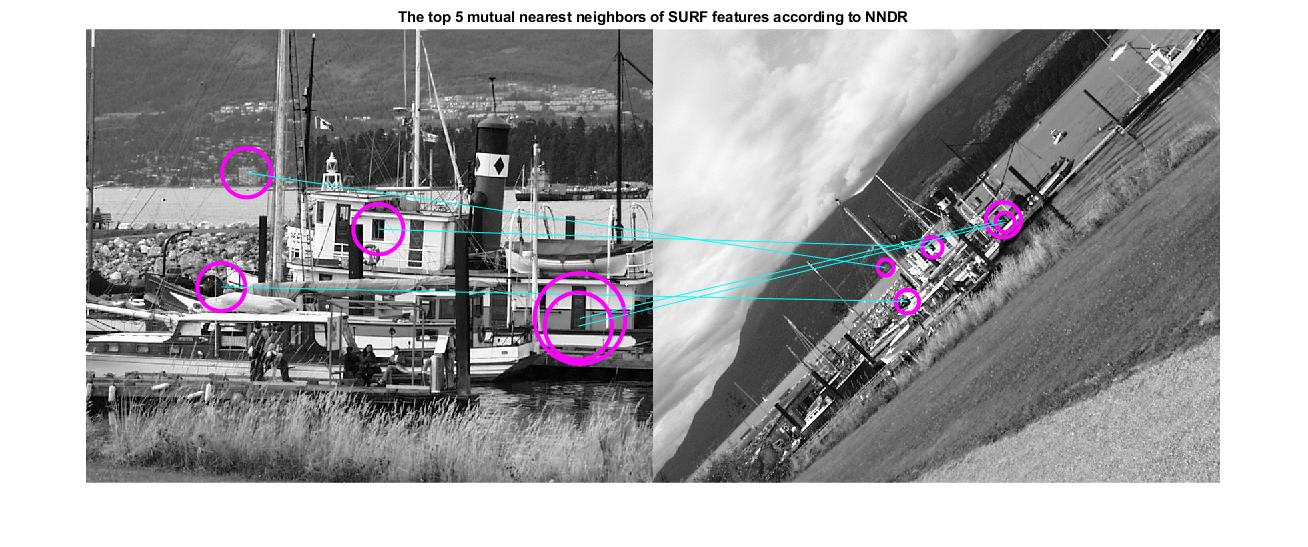 The top 5 mutual nearest neighbors of SURF features according to NNDR